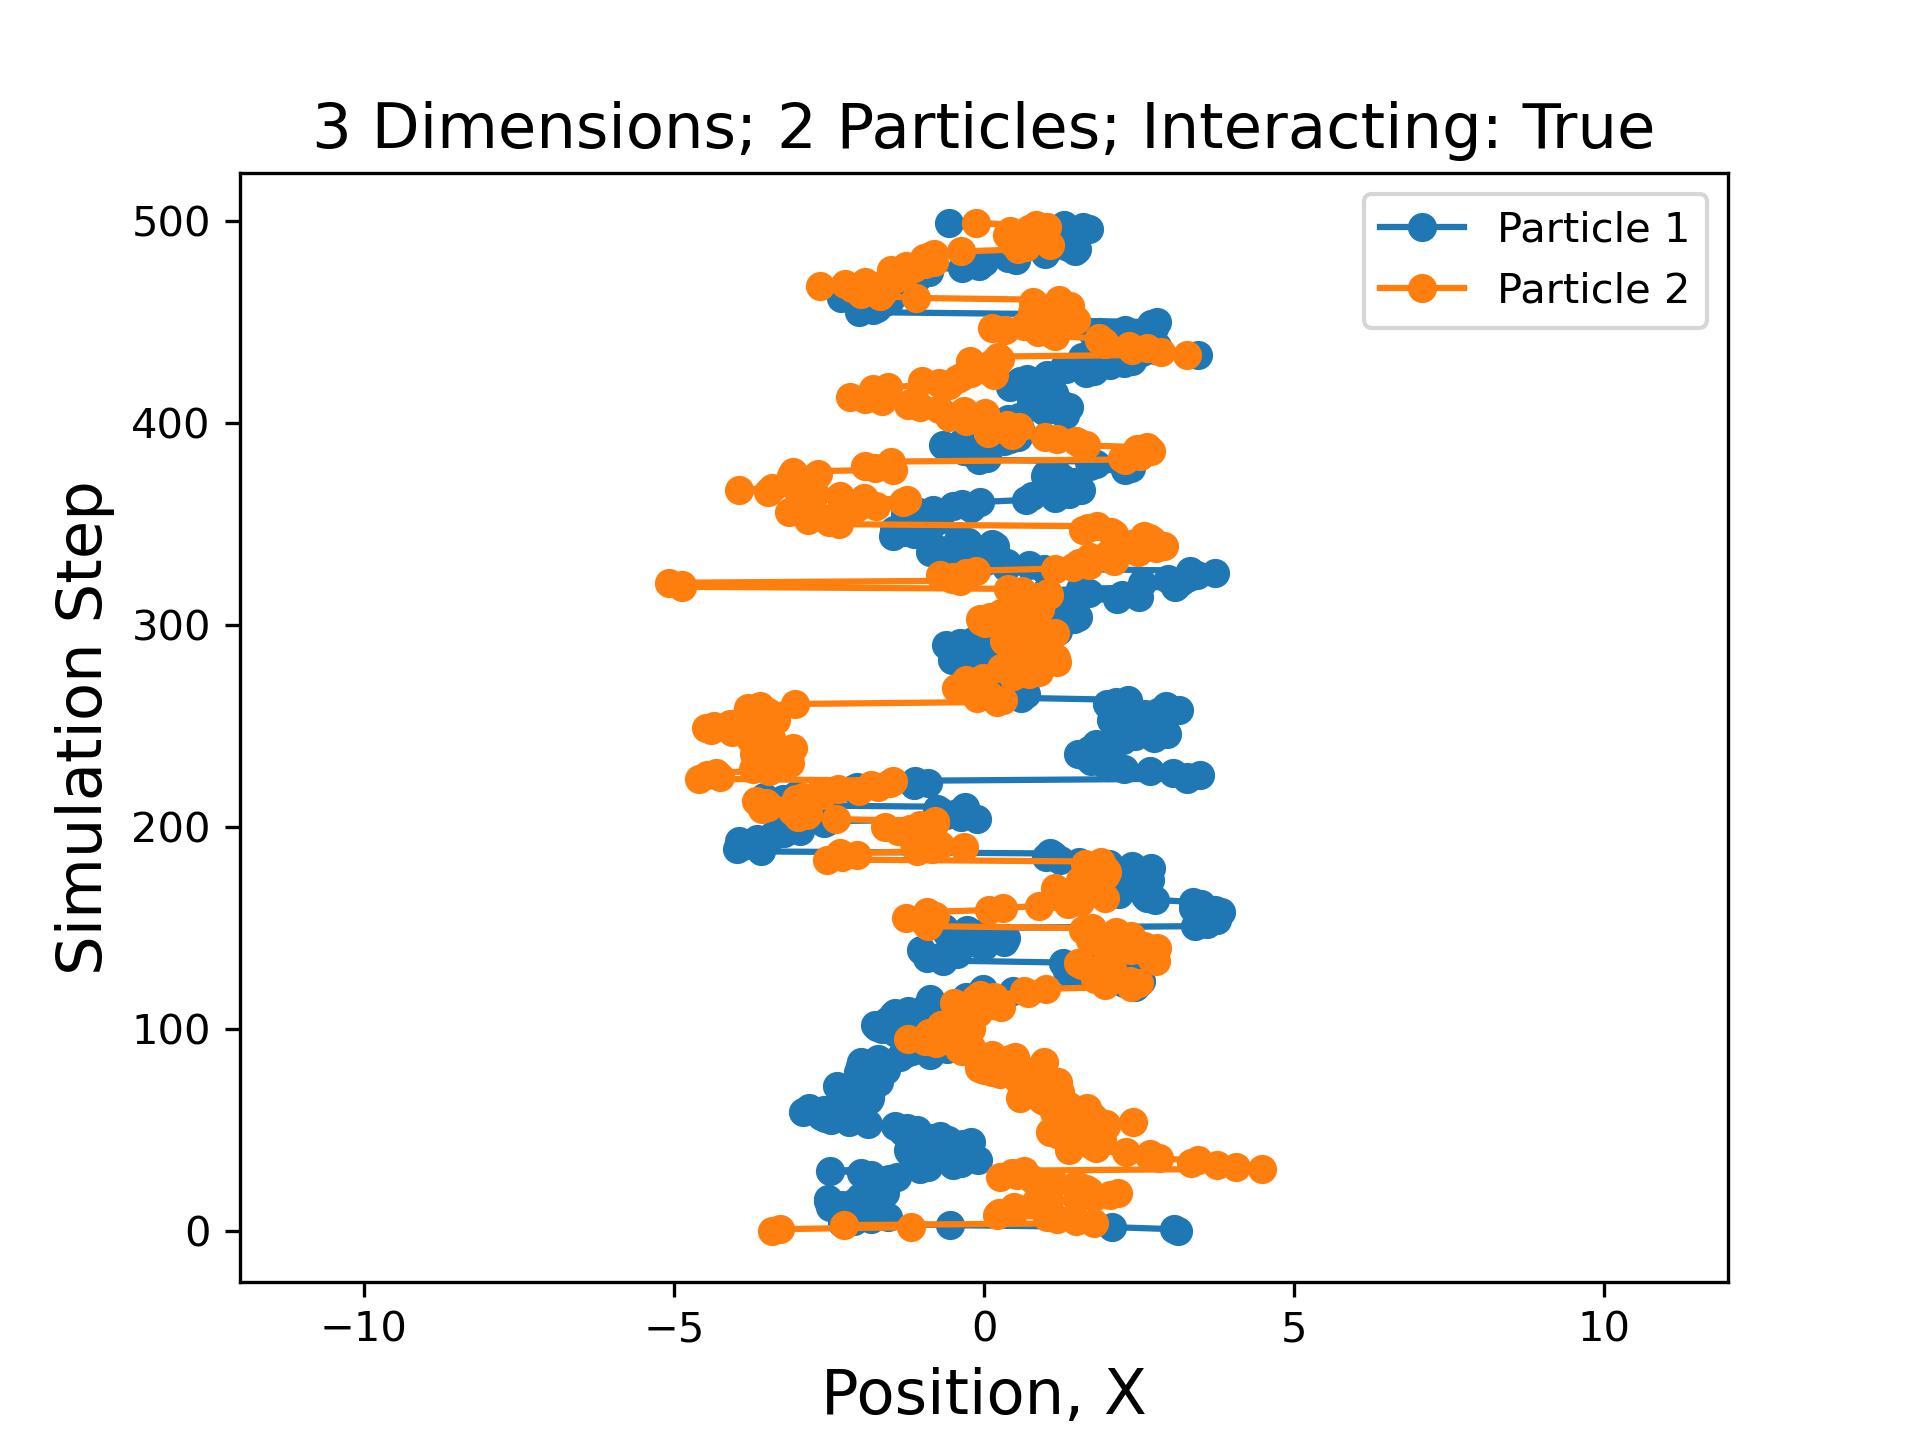 3 Dimensions; 2 Particles; Interacting: True
Particle 1
Particle 2
500
400
300
200
100
0
Simulation Step
−10
−5
0
5
10
Position, X